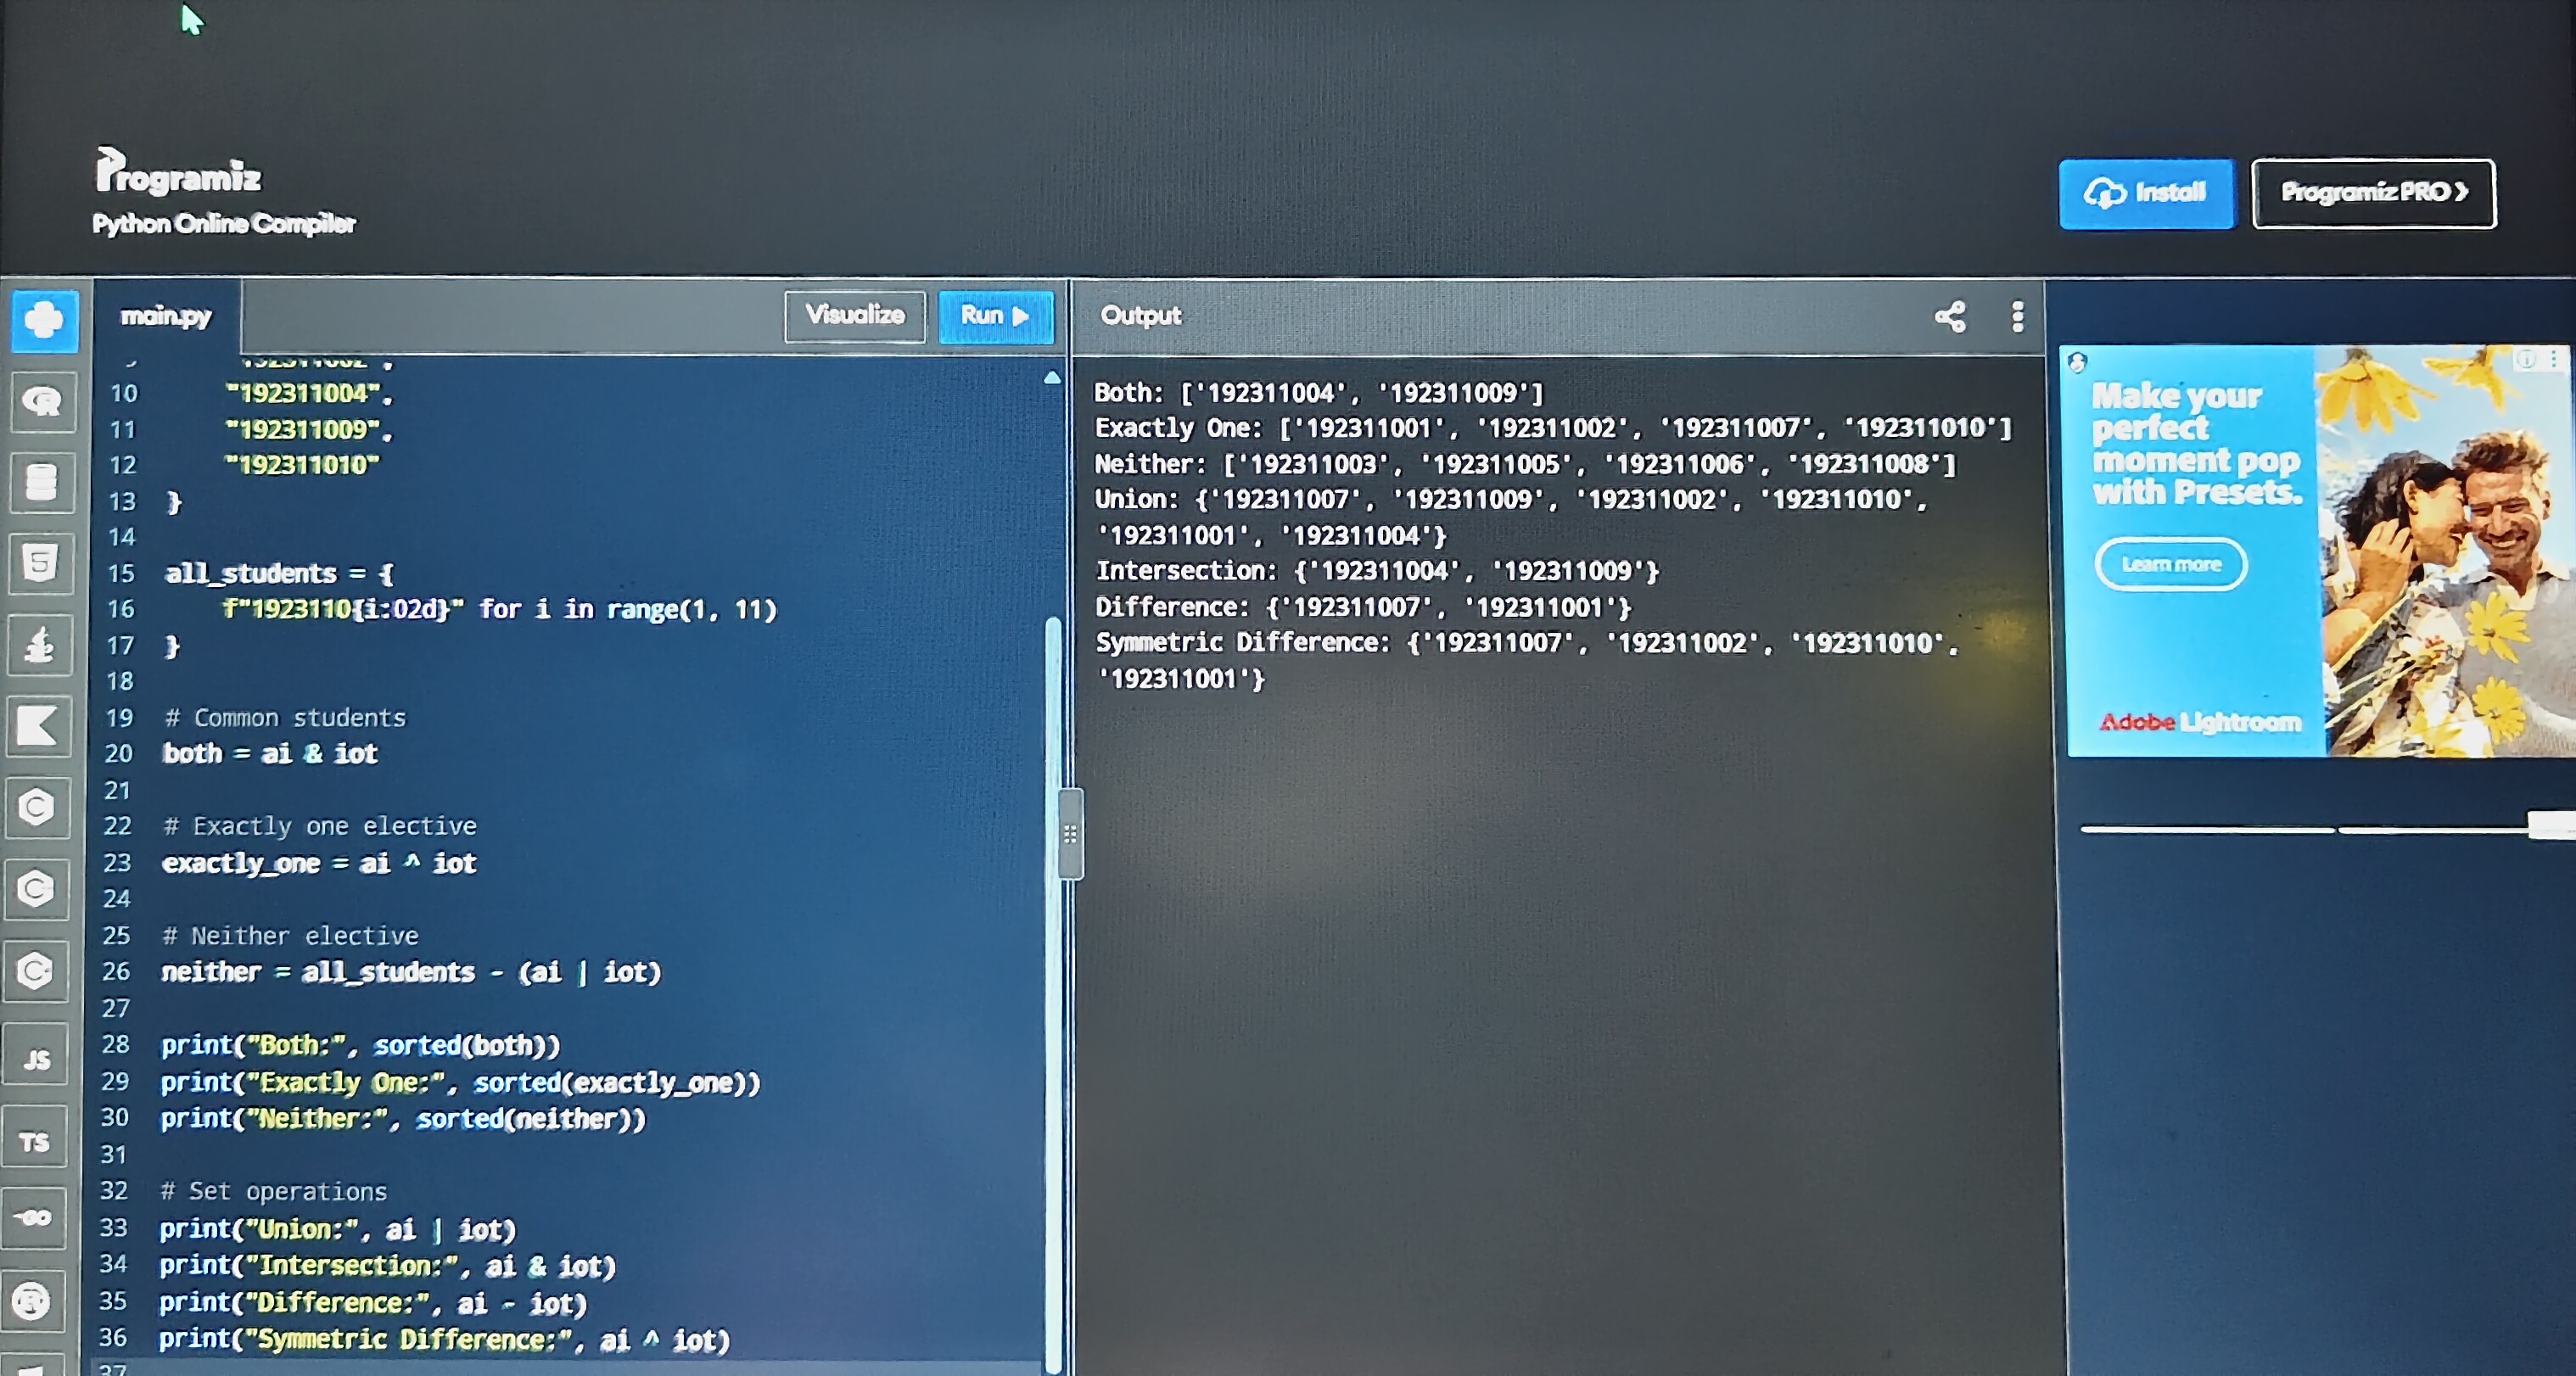 Programiz
Python Online Compiler
Install
Programiz PRO >
main.py
Visualize
Run
Output
10 "192311004",
11 "192311009",
12 "192311010"
13 }
14
15 all_students = {
16 f"1923110{i:02d}" for i in range(1, 11)
17 }
18
19 # Common students
20 both = ai & iot
21
22 # Exactly one elective
23 exactly_one = ai ^ iot
24
25 # Neither elective
26 neither = all_students - (ai | iot)
27
28 print("Both:", sorted(both))
29 print("Exactly One:", sorted(exactly_one))
30 print("Neither:", sorted(neither))
31
32 # Set operations
33 print("Union:", ai | iot)
34 print("Intersection:", ai & iot)
35 print("Difference:", ai - iot)
36 print("Symmetric Difference:", ai ^ iot)
37
Both: ['192311004', '192311009']
Exactly One: ['192311001', '192311002', '192311007', '192311010']
Neither: ['192311003', '192311005', '192311006', '192311008']
Union: {'192311007', '192311009', '192311002', '192311010',
'192311001', '192311004'}
Intersection: {'192311004', '192311009'}
Difference: {'192311007', '192311001'}
Symmetric Difference: {'192311007', '192311002', '192311010',
'192311001'}
Make your
perfect
moment pop
with Presets.
Learn more
Adobe Lightroom
5
JS
TS
GO